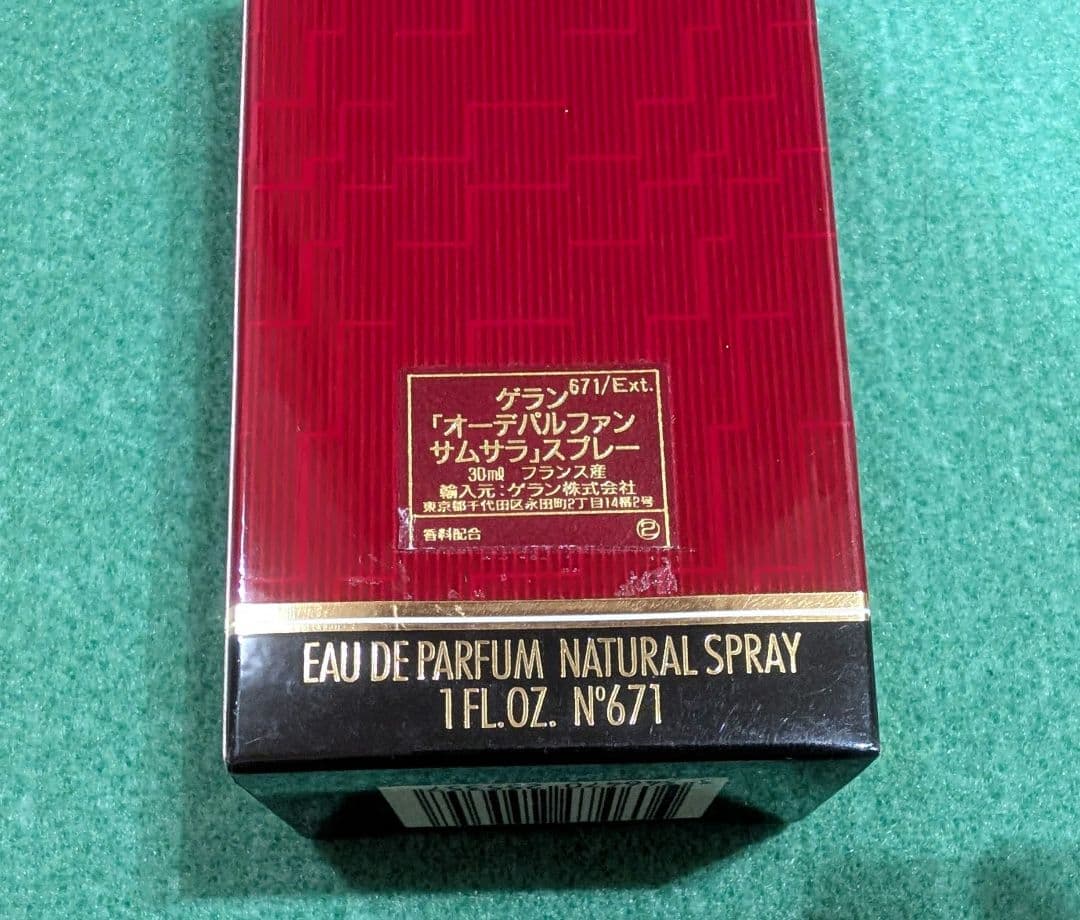 671/Ext.
ゲラン
「オーデパルファン
サムサラ」スプレー
30ml フランス産
輸入元:ゲラン株式会社
東京都千代田区永田町2丁目14番2号
香料配合
EAU DE PARFUM NATURAL SPRAY
1 FL.OZ. Nº671